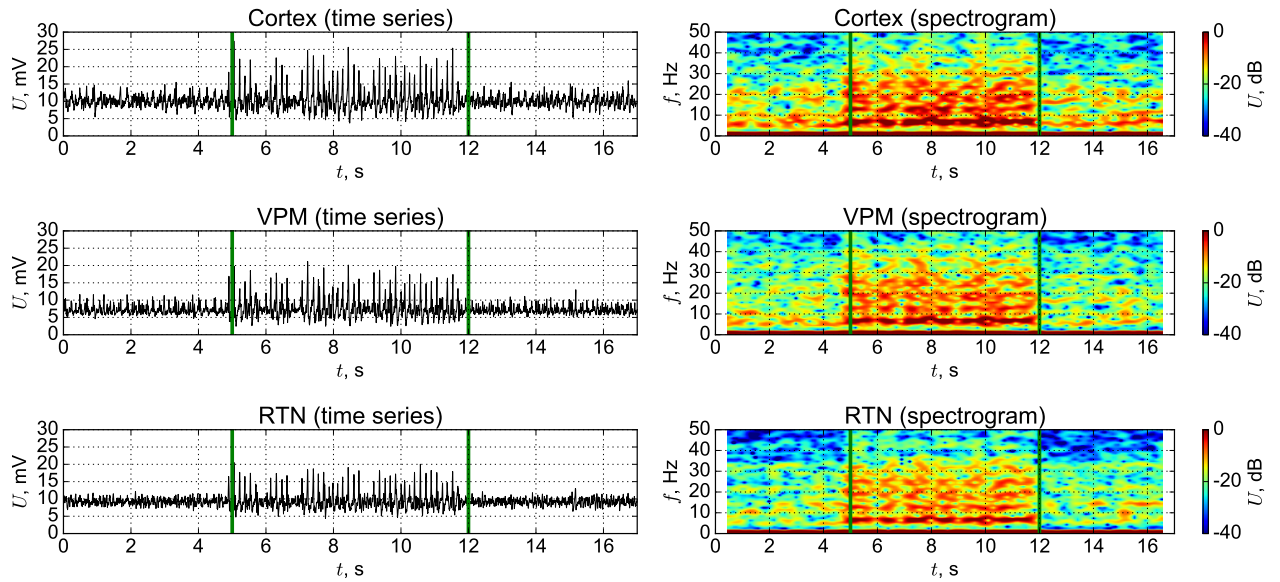 Cortex (time series)
30
25
20
15
10
5
0
U, mV
0 2 4 6 8 10 12 14 16
t, s
Cortex (spectrogram)
50
40
30
20
10
0
f, Hz
0 2 4 6 8 10 12 14 16
t, s
0
−20
−40
U, dB
VPM (time series)
30
25
20
15
10
5
0
U, mV
0 2 4 6 8 10 12 14 16
t, s
VPM (spectrogram)
50
40
30
20
10
0
f, Hz
0 2 4 6 8 10 12 14 16
t, s
0
−20
−40
U, dB
RTN (time series)
30
25
20
15
10
5
0
U, mV
0 2 4 6 8 10 12 14 16
t, s
RTN (spectrogram)
50
40
30
20
10
0
f, Hz
0 2 4 6 8 10 12 14 16
t, s
0
−20
−40
U, dB